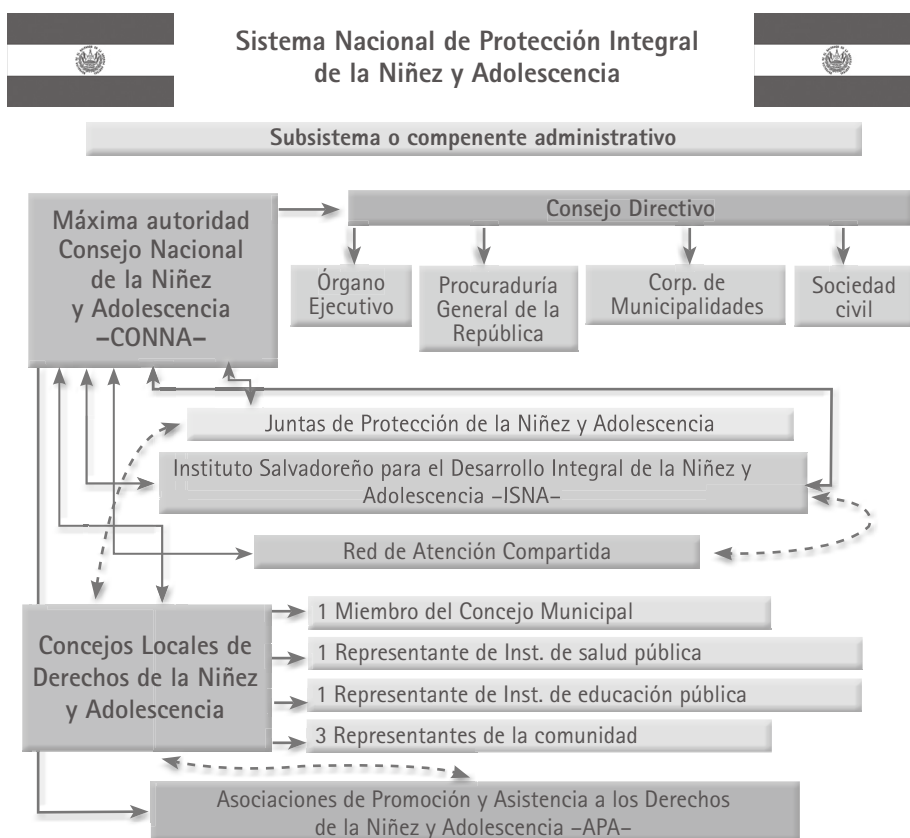 Sistema Nacional de Protección Integral
de la Niñez y Adolescencia
Subsistema o compenente administrativo
Máxima autoridad
Consejo Nacional
de la Niñez
y Adolescencia
–CONNA–
Consejo Directivo
Órgano
Ejecutivo
Procuraduría
General de la
República
Corp. de
Municipalidades
Sociedad
civil
Juntas de Protección de la Niñez y Adolescencia
Instituto Salvadoreño para el Desarrollo Integral de la Niñez y
Adolescencia –ISNA–
Red de Atención Compartida
Concejos Locales de
Derechos de la Niñez
y Adolescencia
1 Miembro del Concejo Municipal
1 Representante de Inst. de salud pública
1 Representante de Inst. de educación pública
3 Representantes de la comunidad
Asociaciones de Promoción y Asistencia a los Derechos
de la Niñez y Adolescencia –APA–